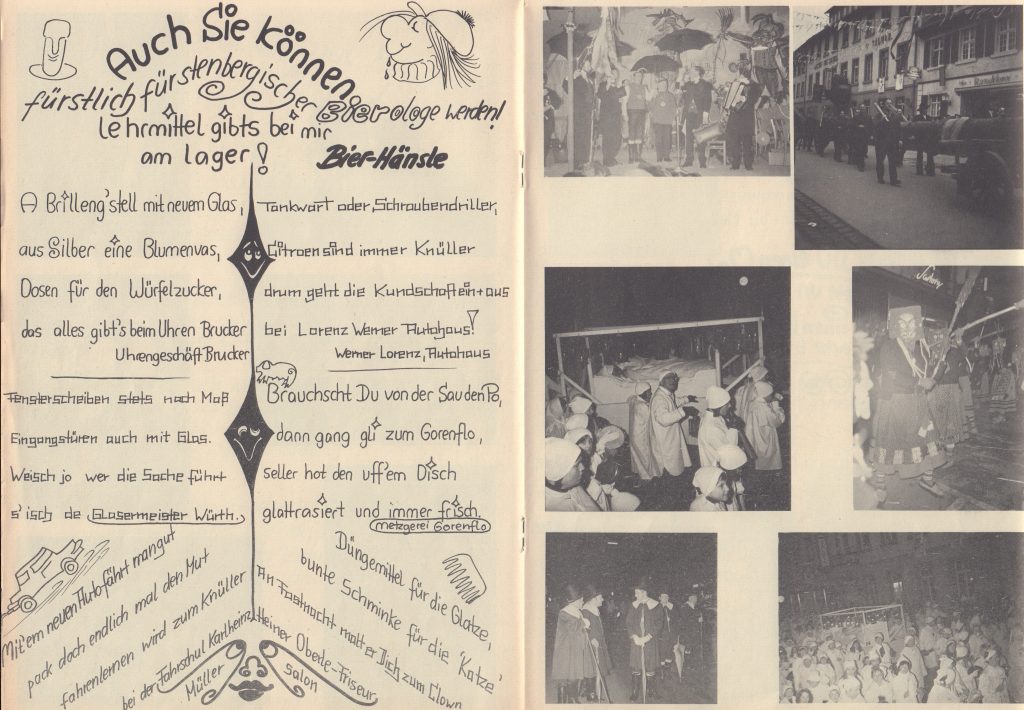 Auch Sie können
fürstlich fürstenbergischer Bierologe werden!
Lehrmittel gibts bei mir
am Lager!
Bier-Hänsle
A Brilleng'stell mit neuem Glas,
aus Silber eine Blumenvas,
Dosen für den Würfelzucker,
das alles gibt's beim Uhren Brucker
Uhrengeschäft Brucker
Tankwart oder Schraubendriller,
Citroen sind immer Knüller
drum geht die Kundschaft ein + aus
bei Lorenz Werner Autohaus!
Werner Lorenz, Autohaus
Fensterscheiben stets nach Maß
Eingangstüren auch mit Glas.
Weisch jo wer die Sache führt
s'isch de Glasermeister Würth.
Brauchscht Du von der Sau den Po,
dann gang gli zum Gorenflo,
seller hot den uff'em Disch
glattrasiert und immer frisch.
Metzgerei Gorenflo
Mit'em neuen Auto fährt man gut
pack doch endlich mal den Mut
fahrenlernen wird zum Knüller
bei der Fahrschul Karlheinz
Müller
Düngemittel für die Glatze,
bunte Schminke für die 'Katze'
An Fastnacht macht er Dich zum Clown
Heiner Oberle-Friseur
Salon